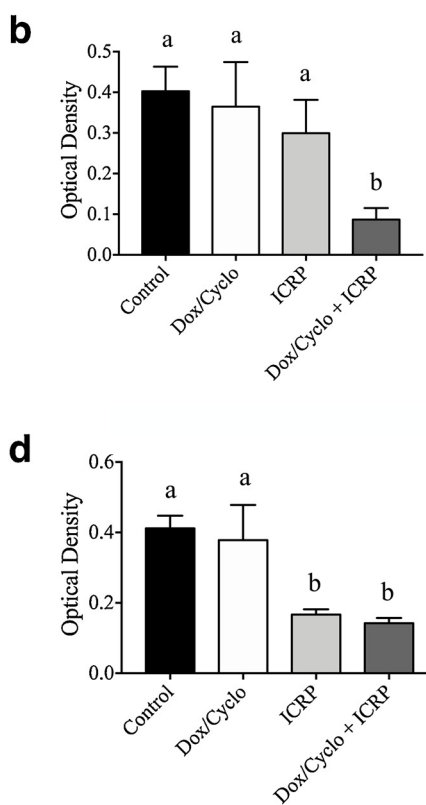 b
Optical Density
0.5
0.4
0.3
0.2
0.1
0.0
a
a
a
b
Control
Dox/Cyclo
ICRP
Dox/Cyclo + ICRP
d
Optical Density
0.6
0.4
0.2
0.0
a
a
b
b
Control
Dox/Cyclo
ICRP
Dox/Cyclo + ICRP